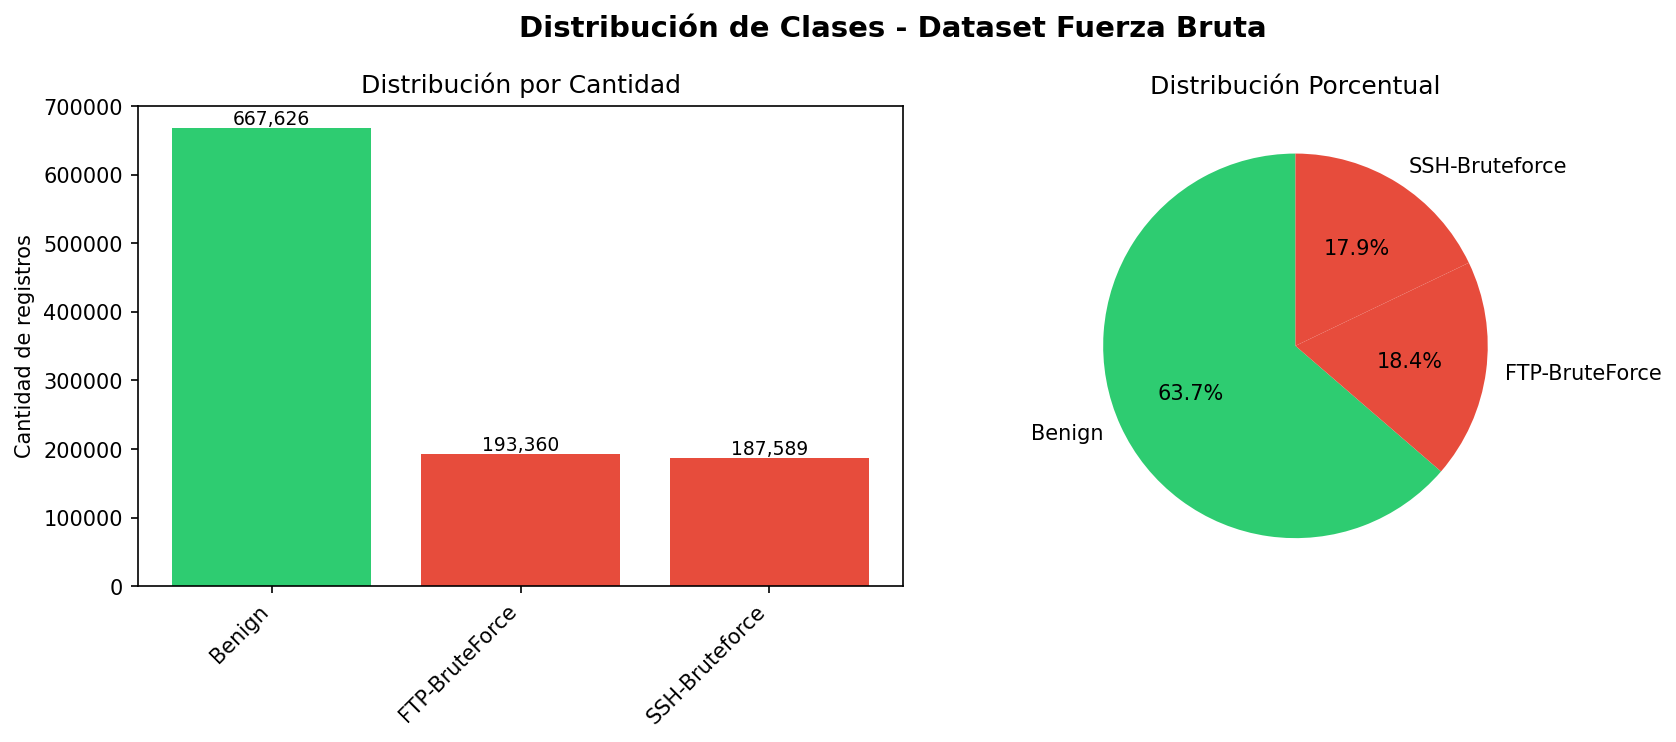 Distribución de Clases - Dataset Fuerza Bruta
Distribución por Cantidad
Cantidad de registros
700000
600000
500000
400000
300000
200000
100000
0
667,626
193,360
187,589
Benign
FTP-BruteForce
SSH-Bruteforce
Distribución Porcentual
SSH-Bruteforce
17.9%
18.4%
FTP-BruteForce
63.7%
Benign